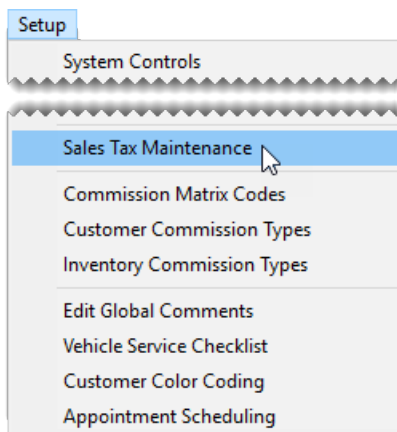 Setup
System Controls
Sales Tax Maintenance
Commission Matrix Codes
Customer Commission Types
Inventory Commission Types
Edit Global Comments
Vehicle Service Checklist
Customer Color Coding
Appointment Scheduling